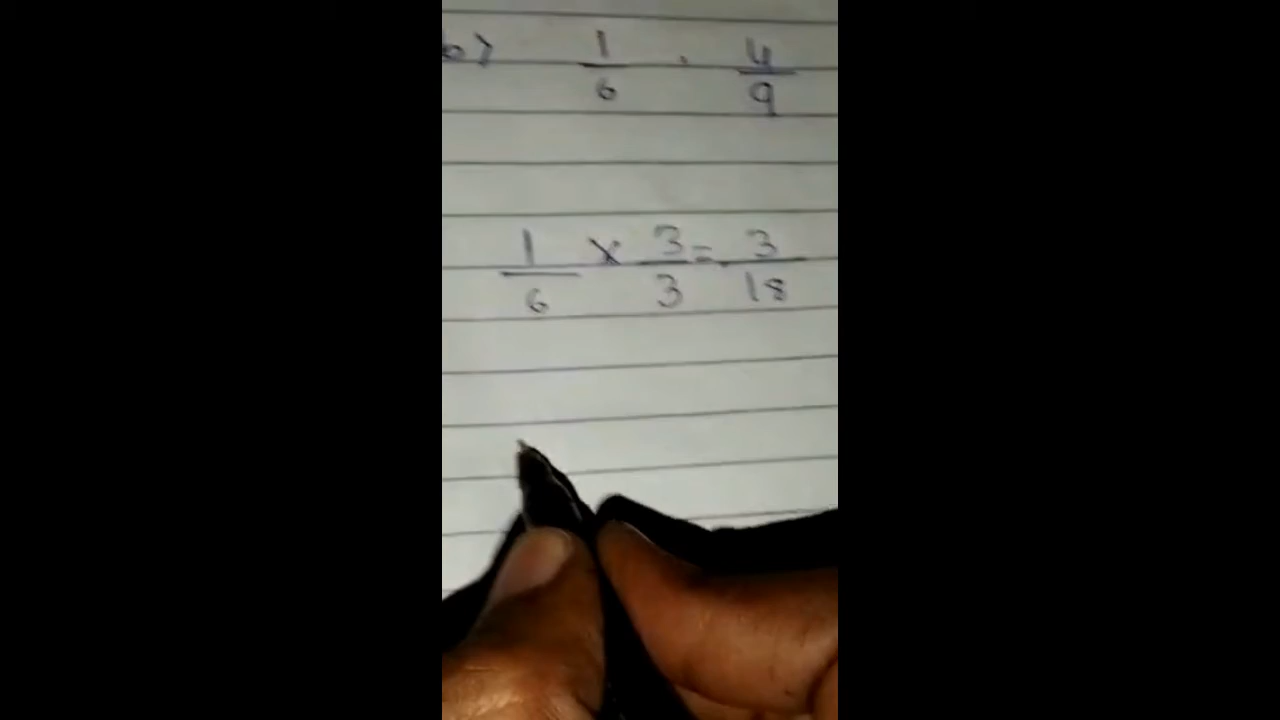 b) 1/6 . 4/9
1/6 × 3/3 = 3/18